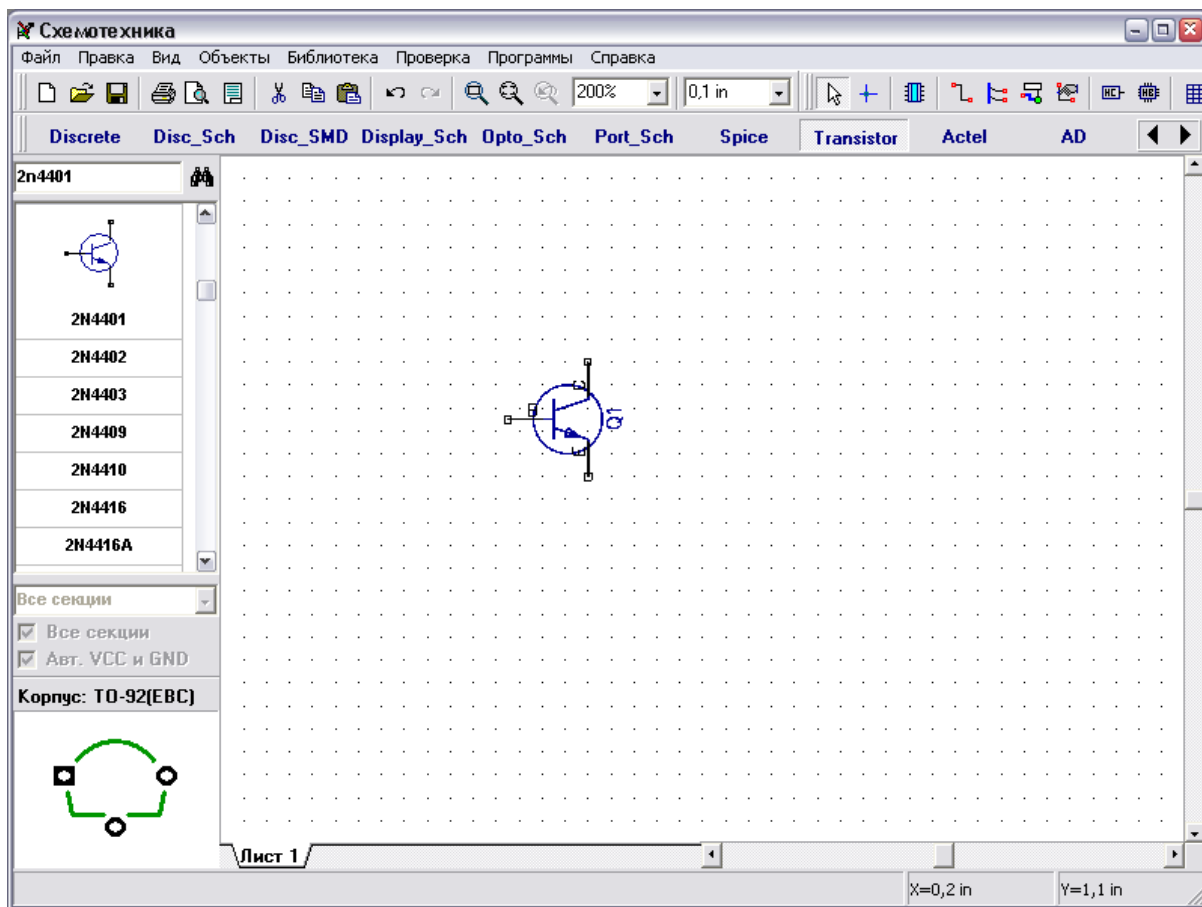 Схемотехника
Файл Правка Вид Объекты Библиотека Проверка Программы Справка
200% 0,1 in
Discrete Disc_Sch Disc_SMD Display_Sch Opto_Sch Port_Sch Spice Transistor Actel AD
2n4401
2N4401
2N4402
2N4403
2N4409
2N4410
2N4416
2N4416A
C
B
Q1
E
Все секции
Все секции
Авт. VCC и GND
Корпус: TO-92(EBC)
Лист 1
X=0,2 in Y=1,1 in